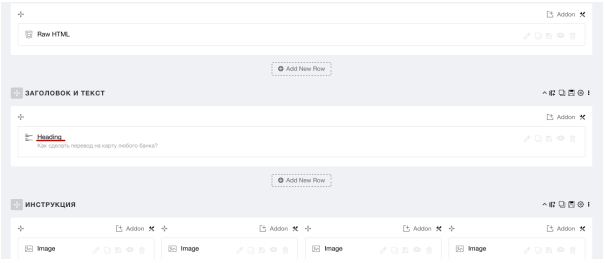 Addon
Raw HTML
Add New Row
ЗАГОЛОВОК И ТЕКСТ
Addon
Heading
Как сделать перевод на карту любого банка?
Add New Row
ИНСТРУКЦИЯ
Addon Addon Addon Addon
Image Image Image Image